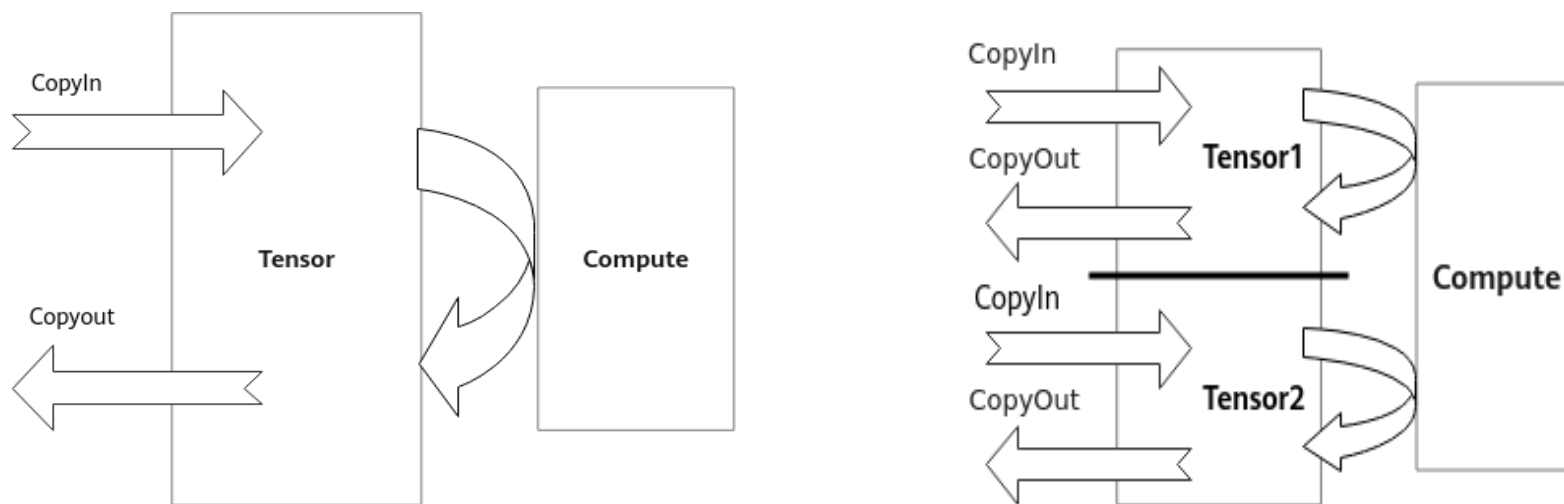 CopyIn
Tensor
Compute
Copyout
CopyIn
CopyOut
Tensor1
CopyIn
Compute
CopyOut
Tensor2